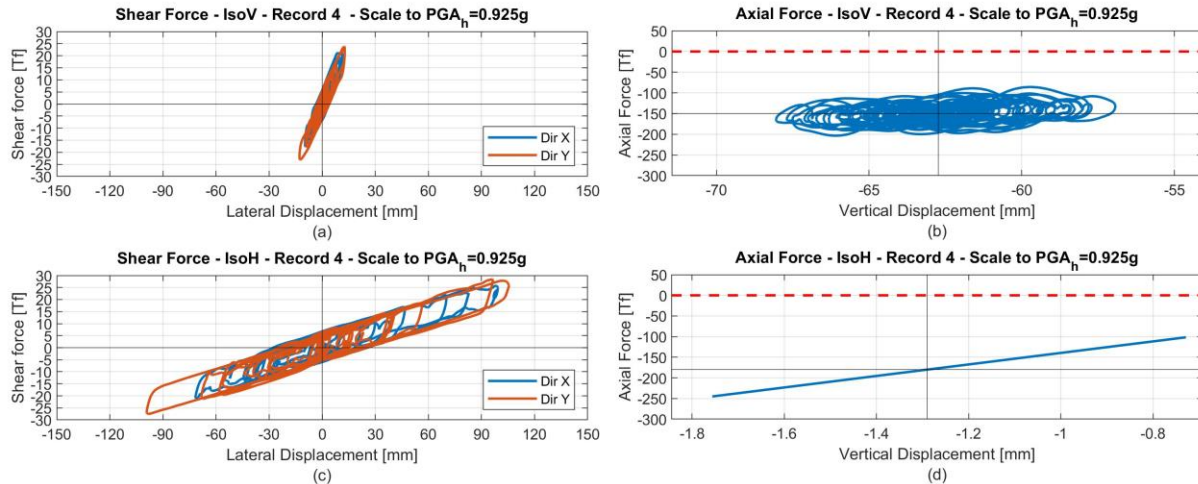 Shear Force - IsoV - Record 4 - Scale to PGAh=0.925g
Shear force [Tf]
30
25
20
15
10
5
0
-5
-10
-15
-20
-25
-30
Dir X
Dir Y
-150 -120 -90 -60 -30 0 30 60 90 120 150
Lateral Displacement [mm]
(a)
Axial Force - IsoV - Record 4 - Scale to PGAh=0.925g
Axial Force [Tf]
50
0
-50
-100
-150
-200
-250
-300
-70 -65 -60 -55
Vertical Displacement [mm]
(b)
Shear Force - IsoH - Record 4 - Scale to PGAh=0.925g
Shear force [Tf]
30
25
20
15
10
5
0
-5
-10
-15
-20
-25
-30
Dir X
Dir Y
-150 -120 -90 -60 -30 0 30 60 90 120 150
Lateral Displacement [mm]
(c)
Axial Force - IsoH - Record 4 - Scale to PGAh=0.925g
Axial Force [Tf]
50
0
-50
-100
-150
-200
-250
-300
-1.8 -1.6 -1.4 -1.2 -1 -0.8
Vertical Displacement [mm]
(d)